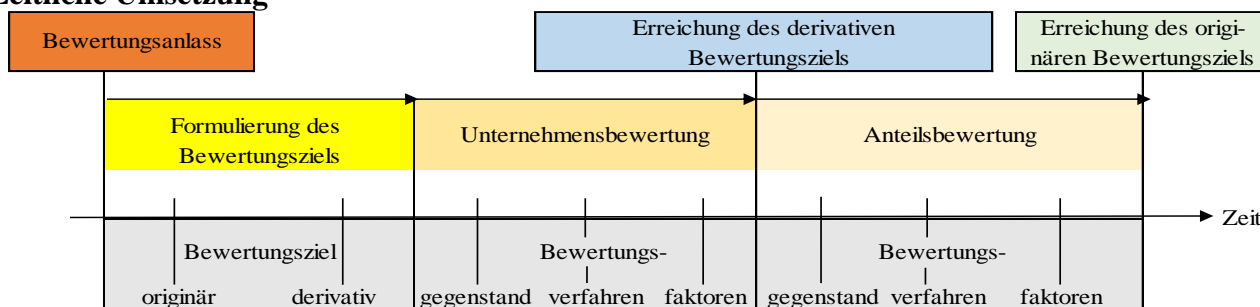 Zeitliche Umsetzung
Bewertungsanlass
Erreichung des derivativen
Bewertungsziels
Erreichung des origi-
nären Bewertungsziels
Formulierung des
Bewertungsziels
Unternehmensbewertung
Anteilsbewertung
Zeit
Bewertungsziel
Bewertungs-
Bewertungs-
originär derivativ gegenstand verfahren faktoren gegenstand verfahren faktoren